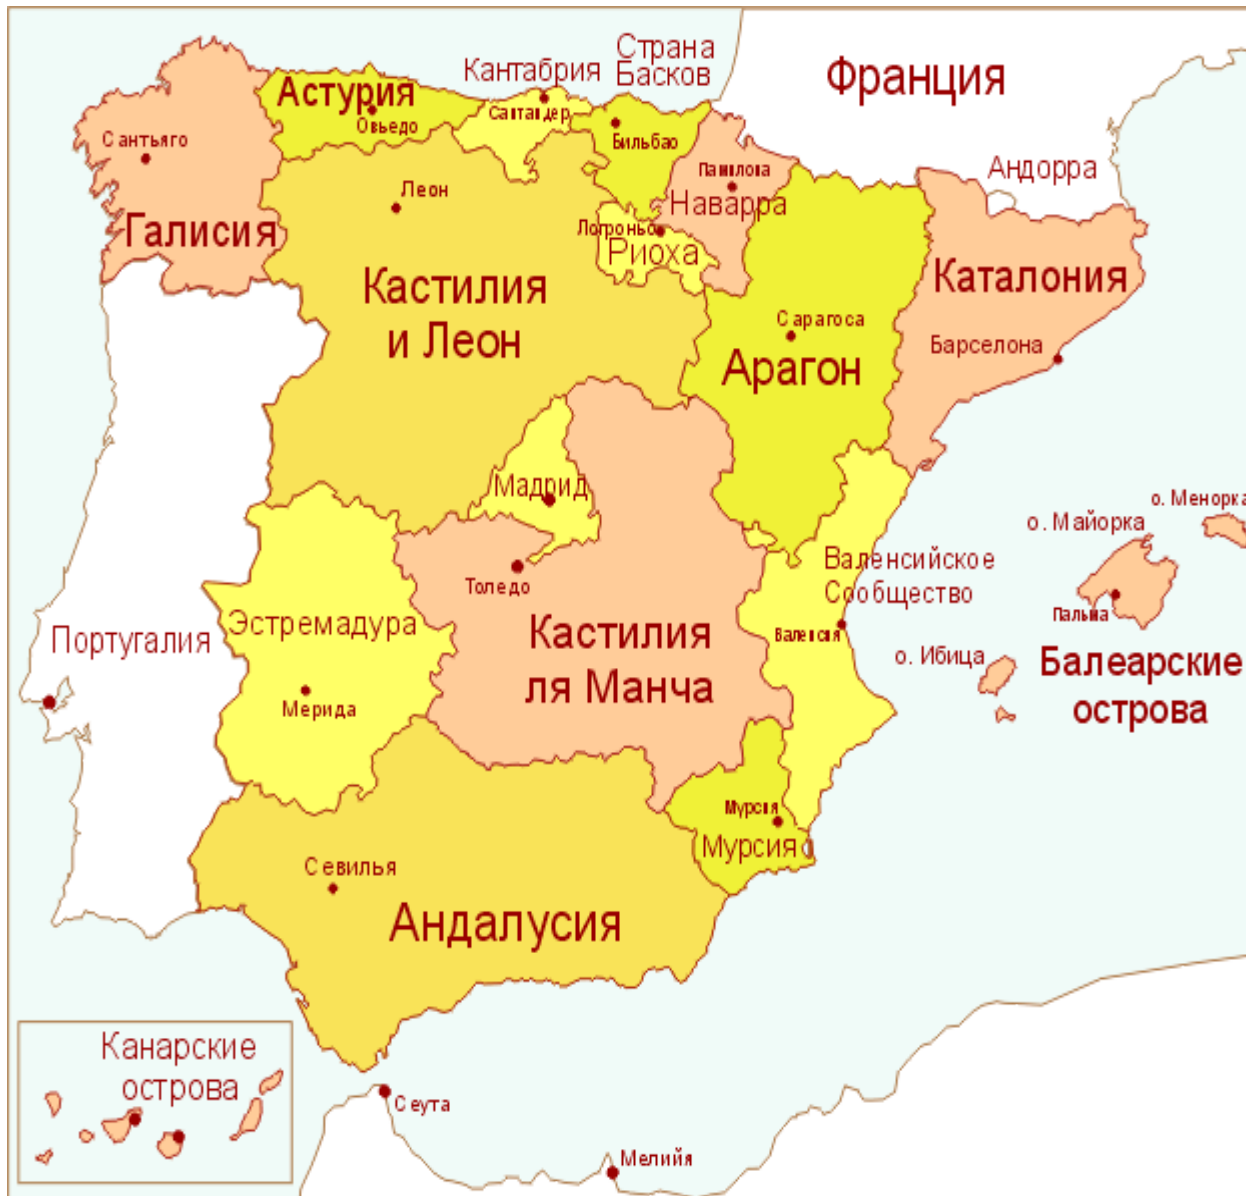 Страна
Басков
Кантабрия
Франция
Астурия
Сантандер
Овьедо
Бильбао
Сантьяго
Памплона
Андорра
Леон
Наварра
Галисия
Логроньо
Риоха
Каталония
Кастилия
и Леон
Сарагоса
Барселона
Арагон
Мадрид
о. Менорка
о. Майорка
Валенсийское
Сообщество
Толедо
Пальма
Эстремадура
Португалия
Кастилия
ля Манча
Валенсия
о. Ибица
Балеарские
острова
Мерида
Мурсия
Мурсия
Севилья
Андалусия
Канарские
острова
Сеута
Мелийя